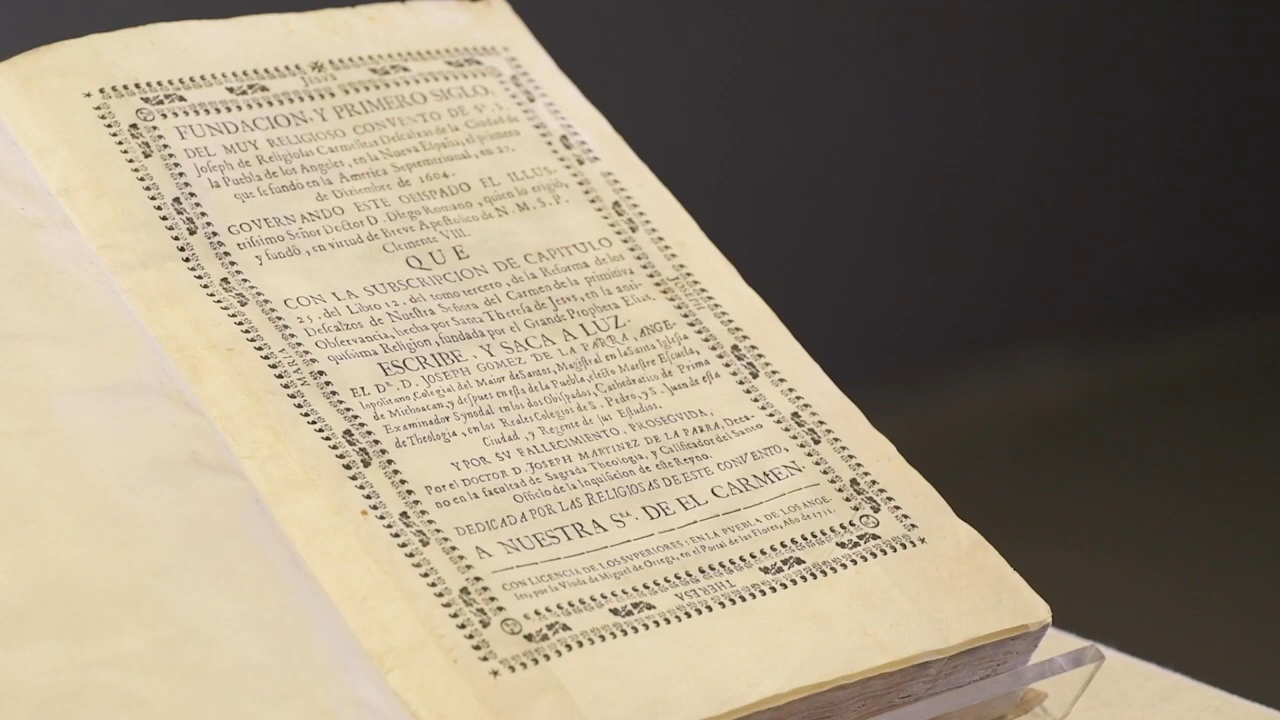 JESVS
FUNDACION, Y PRIMERO SIGLO,
DEL MUY RELIGIOSO CONVENTO DE Sr. S.
Joseph de Religiosas Carmelitas Descalzas de la Ciudad de
la Puebla de los Angeles, en la Nueva España, el primero
que se fundó en la America Septentrional, en 27.
de Diziembre de 1604.
GOVERNANDO ESTE OBISPADO EL ILLUS-
trissimo Señor Doctor D. Diego Romano, quien lo erigió,
y fundó, en virtud de Breve Apostolico de N. M. S. P.
Clemente VIII.
QUE
CON LA SUBSCRIPCION DE CAPITULO
25. del Libro 12. del tomo tercero, de la Reforma de los
Descalzos de Nuestra Señora del Carmen de la primitiva
Observancia, hecha por Santa Theresa de Jesvs, en la anti-
quissima Religion, fundada por el Grande Propheta Elias,
ESCRIBE, Y SACA A LUZ.
EL Dr. D. JOSEPH GOMEZ DE LA PARRA, ANGE-
lopolitano, Colegial del Maior de Santos, Magistral en la Santa Iglesia
de Michoacan, y despues en esta de la Puebla, electo Maestre Escuela,
Examinador Synodal en los dos Obispados, Cathedratico de Prima
de Theologia, en los Reales Colegios de S. Pedro, y S. Juan de esta
Ciudad, y Regente de sus Estudios.
Y POR SV FALLECIMIENTO, PROSEGVIDA,
Por el DOCTOR D. JOSEPH MARTINEZ DE LA PARRA, Deca-
no en la facultad de Sagrada Theologia, y Calificador del Santo
Officio de la Inquisicion de este Reyno.
DEDICADA POR LAS RELIGIOSAS DE ESTE CONVENTO,
A NUESTRA Sra. DE EL CARMEN.
CON LICENCIA DE LOS SVPERIORES: EN LA PVEBLA DE LOS ANGE-
les, por la Viuda de Miguel de Ortega, en el Portal de las Flores, Año de 1732.
MARIA
THERESA